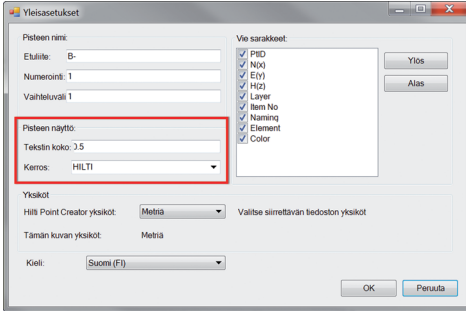 Yleisasetukset
Pisteen nimi:
Etuliite: B-
Numerointi: 1
Vaihteluväli 1
Pisteen näyttö:
Tekstin koko: 0.5
Kerros: HILTI
Vie sarakkeet:
PtID
N(x)
E(y)
H(z)
Layer
Item No
Naming
Element
Color
Ylös
Alas
Yksiköt
Hilti Point Creator yksiköt: Metriä Valitse siirrettävän tiedoston yksiköt
Tämän kuvan yksiköt: Metriä
Kieli: Suomi (FI)
OK Peruuta